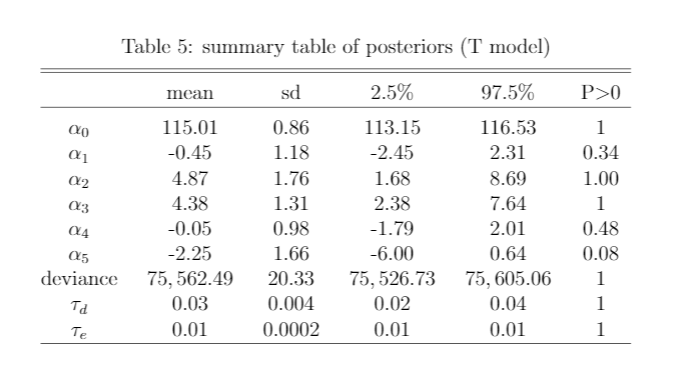 Table 5: summary table of posteriors (T model)
mean sd 2.5% 97.5% P>0
α0 115.01 0.86 113.15 116.53 1
α1 -0.45 1.18 -2.45 2.31 0.34
α2 4.87 1.76 1.68 8.69 1.00
α3 4.38 1.31 2.38 7.64 1
α4 -0.05 0.98 -1.79 2.01 0.48
α5 -2.25 1.66 -6.00 0.64 0.08
deviance 75,562.49 20.33 75,526.73 75,605.06 1
τd 0.03 0.004 0.02 0.04 1
τe 0.01 0.0002 0.01 0.01 1